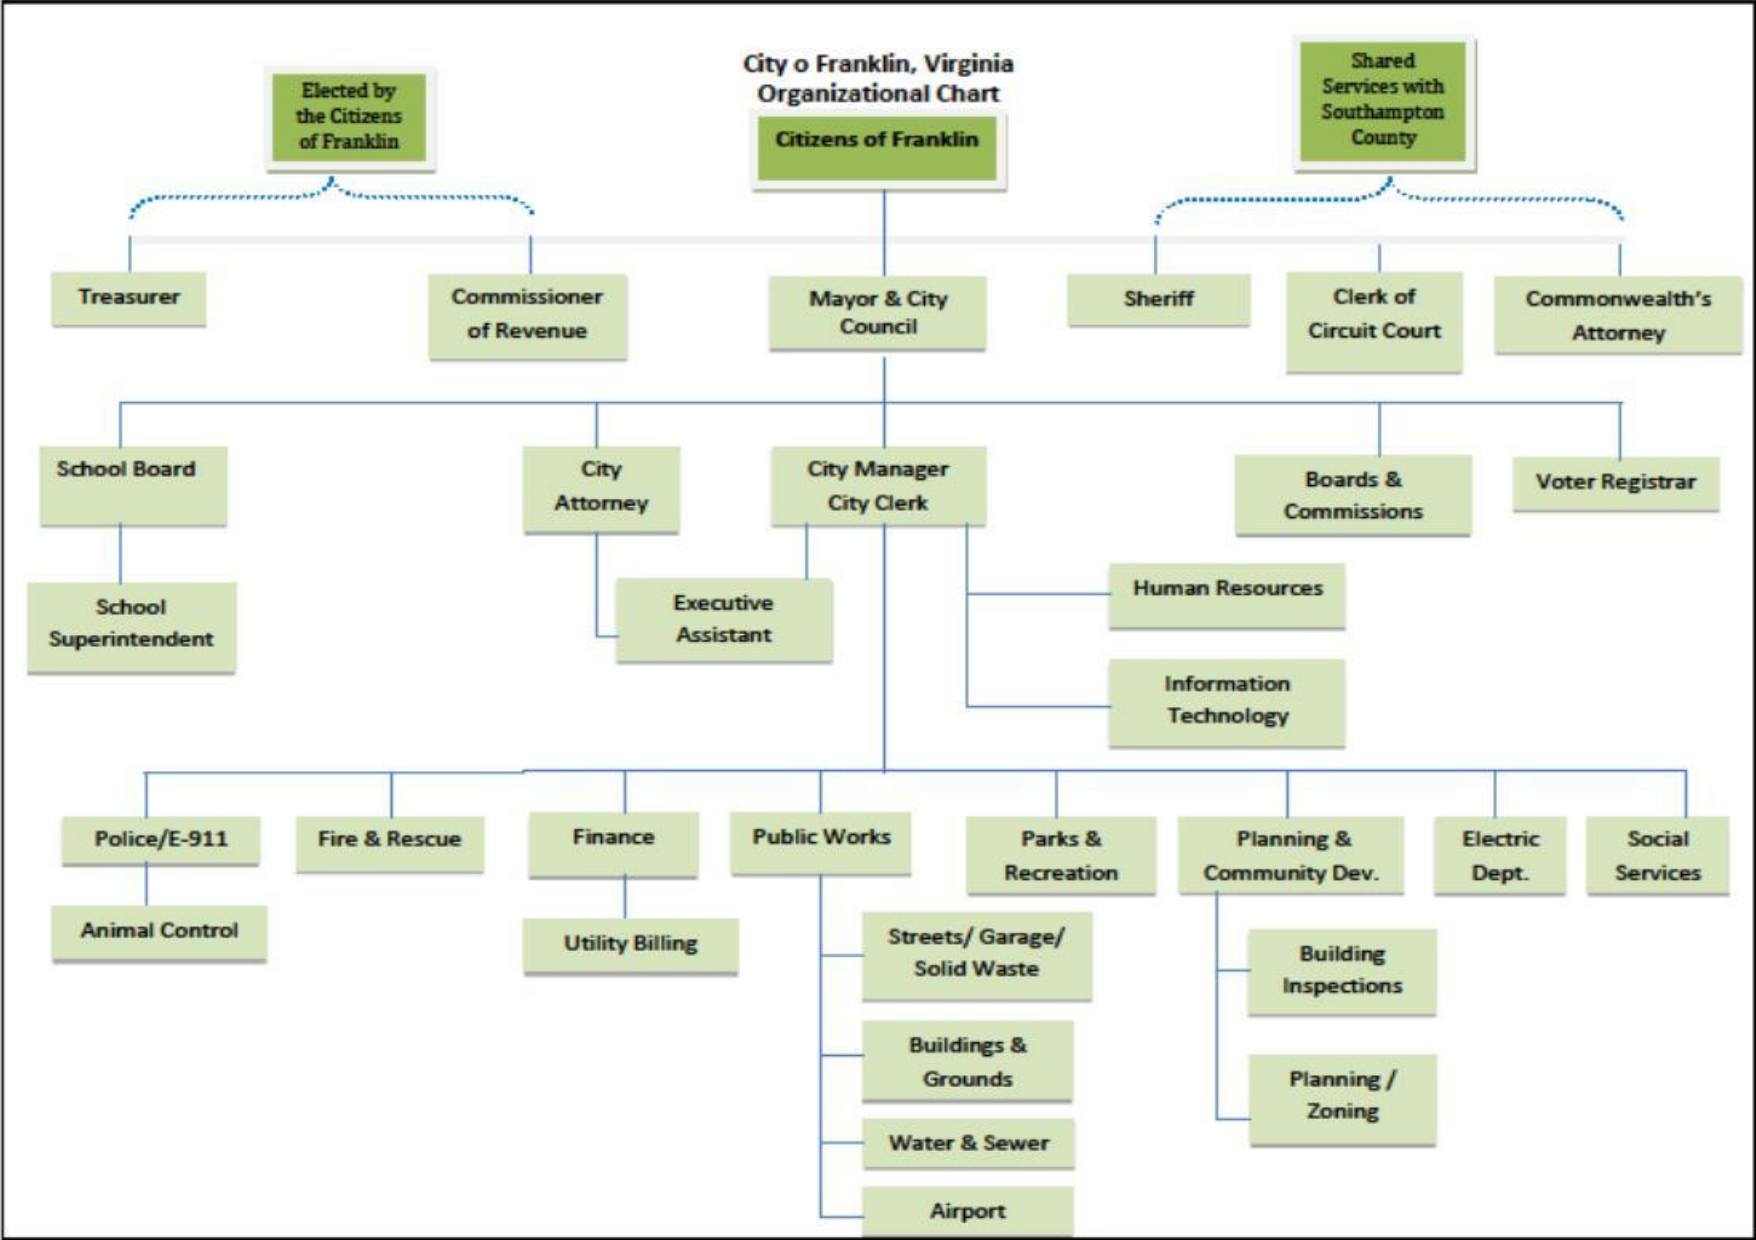 City o Franklin, Virginia
Organizational Chart
Elected by
the Citizens
of Franklin
Citizens of Franklin
Shared
Services with
Southampton
County
Treasurer
Commissioner
of Revenue
Mayor & City
Council
Sheriff
Clerk of
Circuit Court
Commonwealth's
Attorney
School Board
City
Attorney
City Manager
City Clerk
Boards &
Commissions
Voter Registrar
School
Superintendent
Executive
Assistant
Human Resources
Information
Technology
Police/E-911
Fire & Rescue
Finance
Public Works
Parks &
Recreation
Planning &
Community Dev.
Electric
Dept.
Social
Services
Animal Control
Utility Billing
Streets/ Garage/
Solid Waste
Building
Inspections
Buildings &
Grounds
Planning /
Zoning
Water & Sewer
Airport